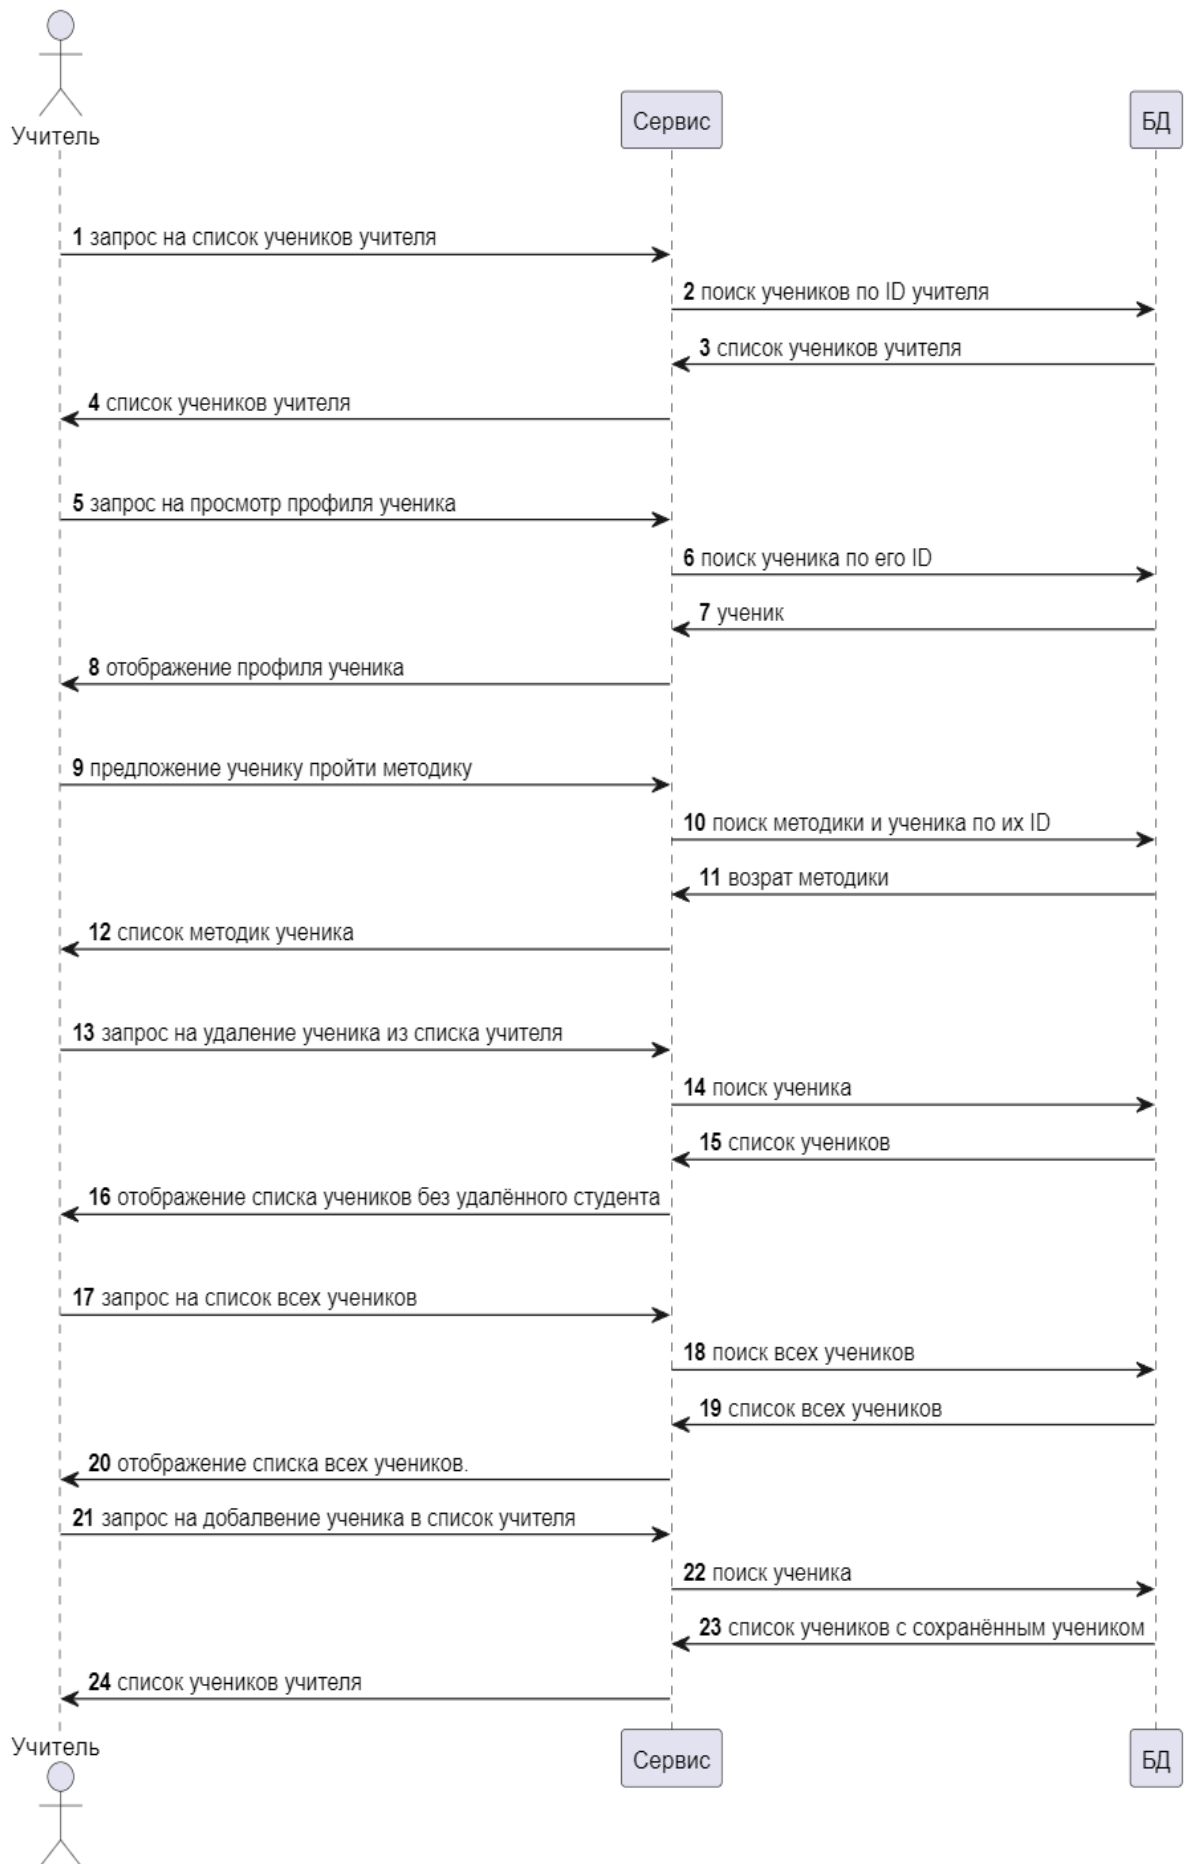 Учитель
Сервис
БД
1 запрос на список учеников учителя
2 поиск учеников по ID учителя
3 список учеников учителя
4 список учеников учителя
5 запрос на просмотр профиля ученика
6 поиск ученика по его ID
7 ученик
8 отображение профиля ученика
9 предложение ученику пройти методику
10 поиск методики и ученика по их ID
11 возрат методики
12 список методик ученика
13 запрос на удаление ученика из списка учителя
14 поиск ученика
15 список учеников
16 отображение списка учеников без удалённого студента
17 запрос на список всех учеников
18 поиск всех учеников
19 список всех учеников
20 отображение списка всех учеников.
21 запрос на добалвение ученика в список учителя
22 поиск ученика
23 список учеников с сохранённым учеником
24 список учеников учителя
Учитель
Сервис
БД